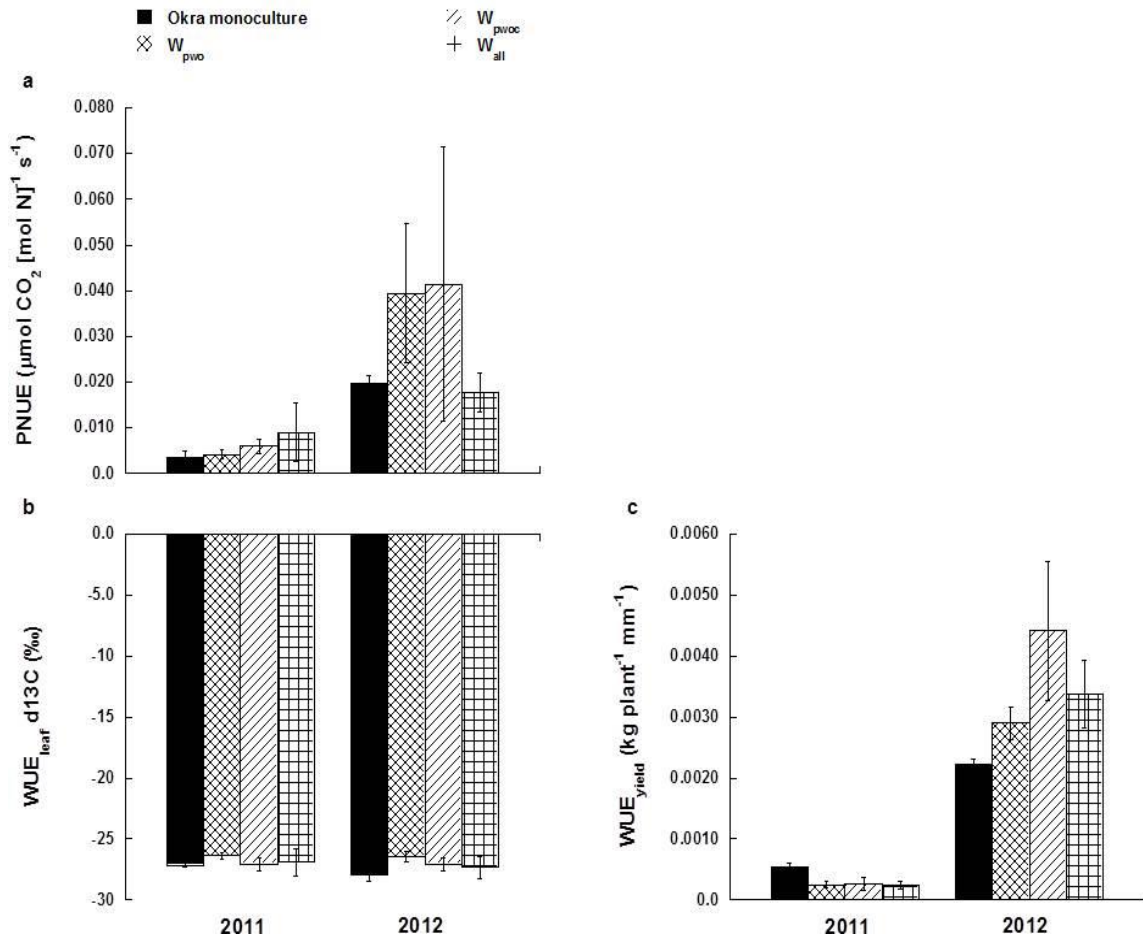 Okra monoculture
W_pwo
W_pwoc
W_all
a
0.080
0.070
0.060
0.050
0.040
0.030
0.020
0.010
0.0
PNUE (µmol CO₂ [mol N]⁻¹ s⁻¹)
b
0.0
-5.0
-10
-15
-20
-25
-30
WUE_leaf d13C (‰)
2011
2012
c
0.0060
0.0050
0.0040
0.0030
0.0020
0.0010
0.0
WUE_yield (kg plant⁻¹ mm⁻¹)
2011
2012